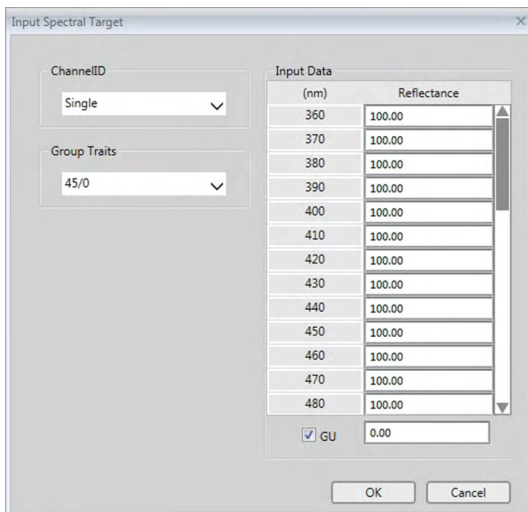 Input Spectral Target
ChannelID
Single
Group Traits
45/0
Input Data
(nm) Reflectance
360 100.00
370 100.00
380 100.00
390 100.00
400 100.00
410 100.00
420 100.00
430 100.00
440 100.00
450 100.00
460 100.00
470 100.00
480 100.00
GU 0.00
OK Cancel